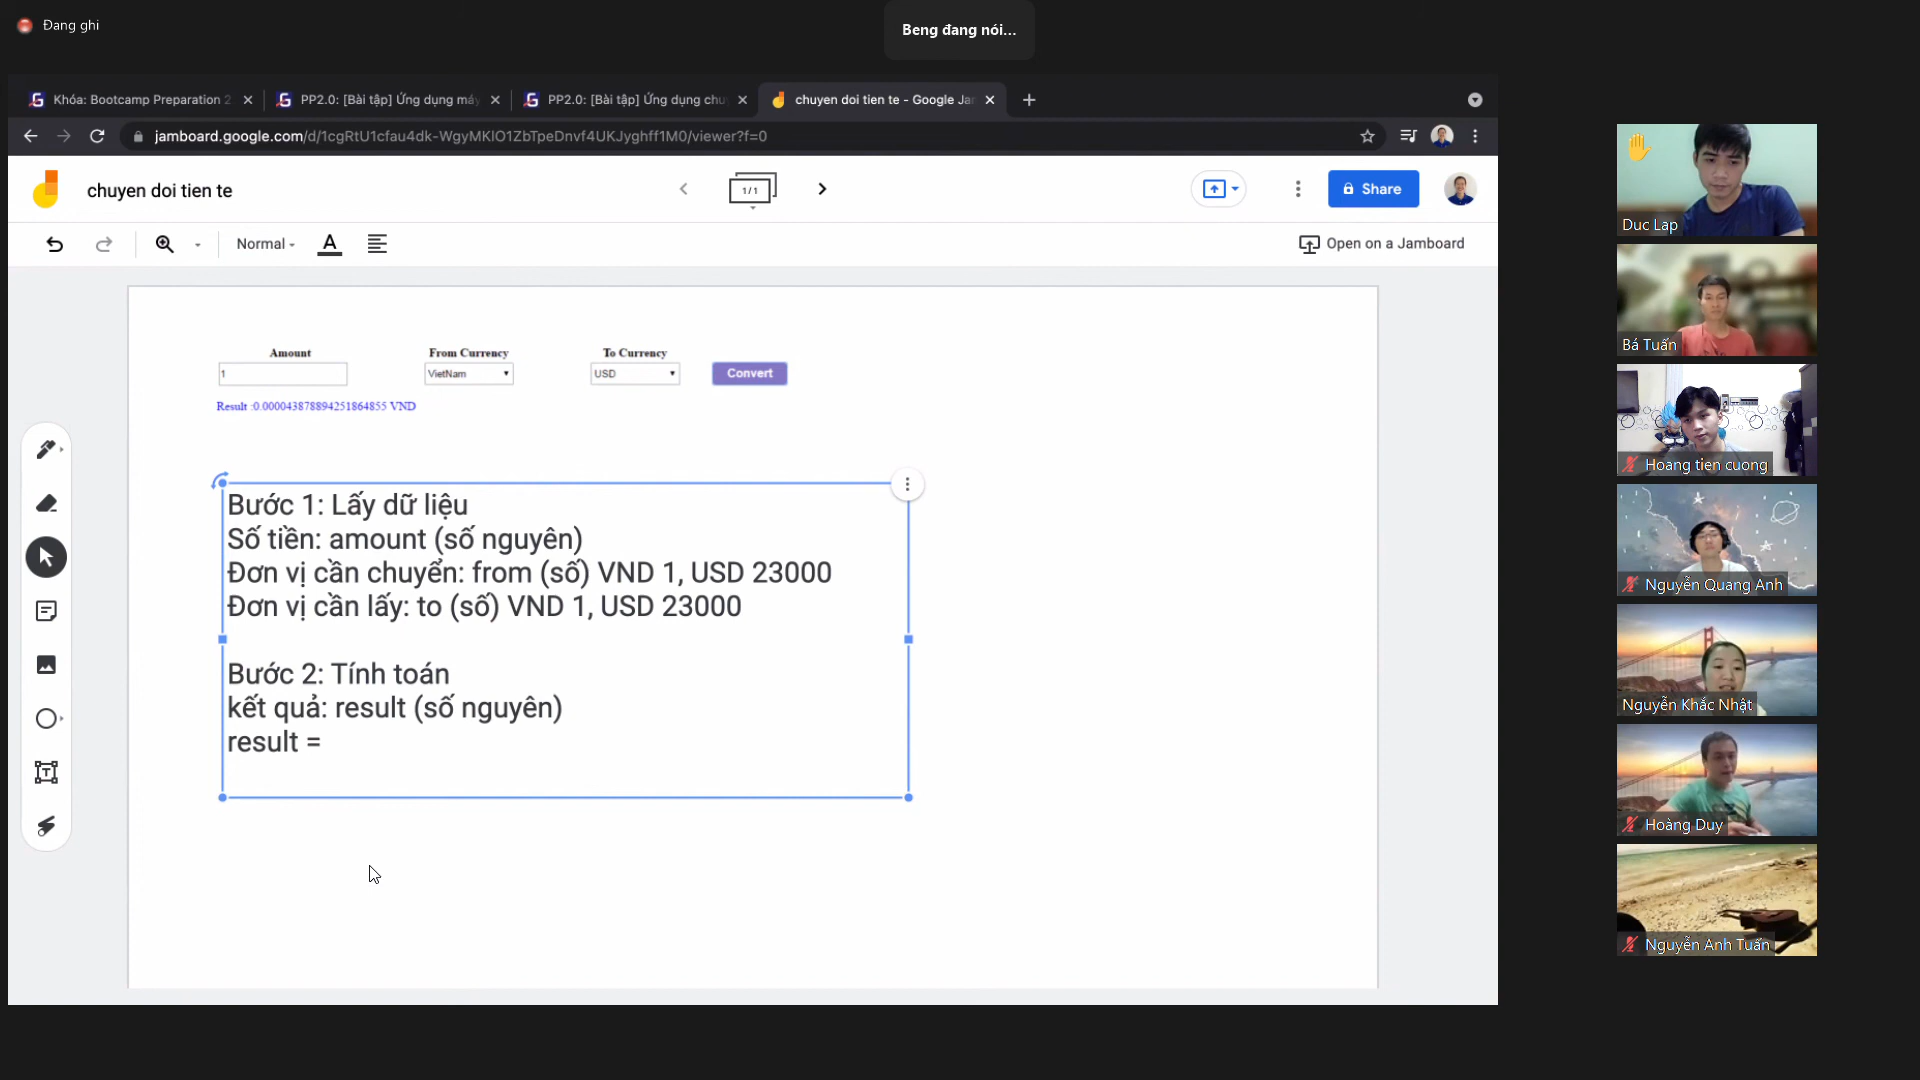 Đang ghi
Beng đang nói...
Khóa: Bootcamp Preparation 2
PP2.0: [Bài tập] Ứng dụng máy
PP2.0: [Bài tập] Ứng dụng chu
chuyen doi tien te - Google Jar
jamboard.google.com/d/1cgRtU1cfau4dk-WgyMKlO1ZbTpeDnvf4UKJyghff1M0/viewer?f=0
chuyen doi tien te
1/1
Share
Normal
Open on a Jamboard
Amount From Currency To Currency
1 VietNam USD Convert
Result :0.000043878894251864855 VND
Bước 1: Lấy dữ liệu
Số tiền: amount (số nguyên)
Đơn vị cần chuyển: from (số) VND 1, USD 23000
Đơn vị cần lấy: to (số) VND 1, USD 23000
Bước 2: Tính toán
kết quả: result (số nguyên)
result =
Duc Lap
Bá Tuấn
Hoang tien cuong
Nguyễn Quang Anh
Nguyễn Khắc Nhật
Hoàng Duy
Nguyễn Anh Tuấn